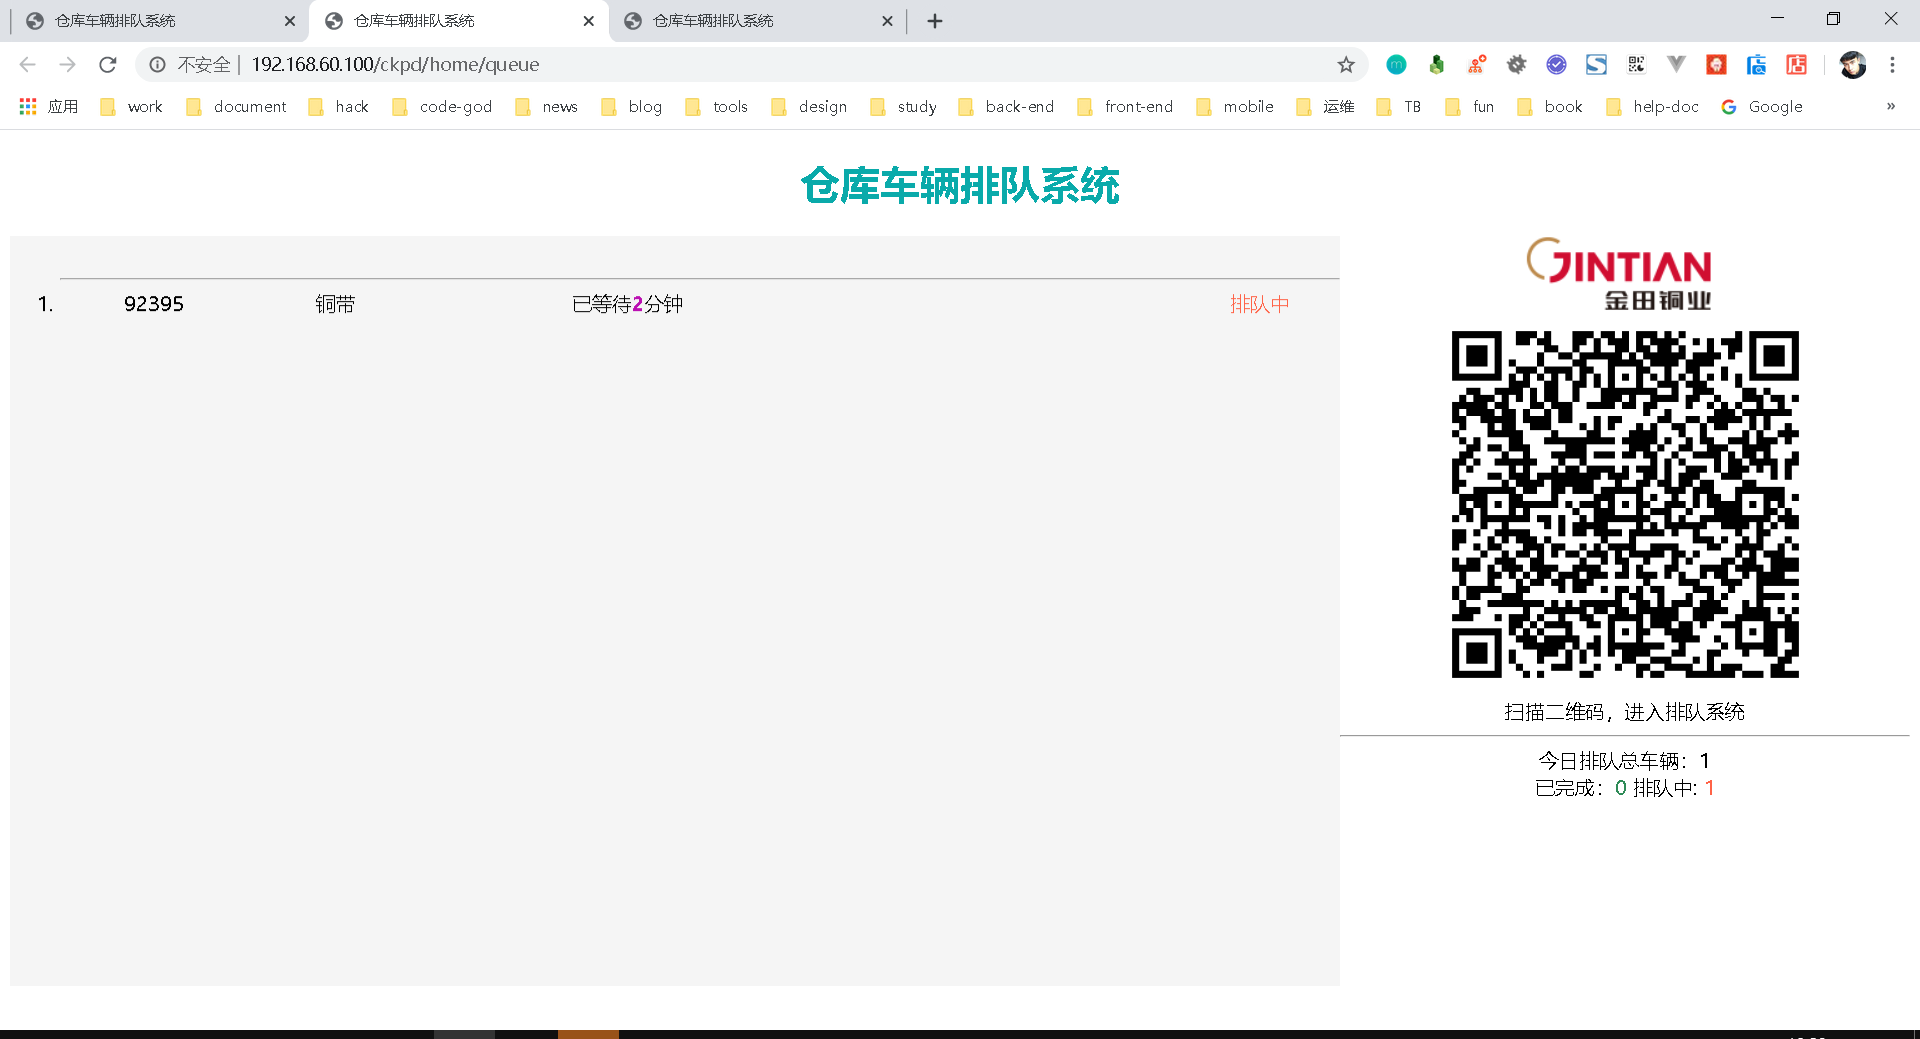 仓库车辆排队系统
仓库车辆排队系统
仓库车辆排队系统
不安全 | 192.168.60.100/ckpd/home/queue
应用 work document hack code-god news blog tools design study back-end front-end mobile 运维 TB fun book help-doc Google »
仓库车辆排队系统
1. 92395 铜带 已等待2分钟 排队中
JINTIAN
金田铜业
扫描二维码，进入排队系统
今日排队总车辆：1
已完成：0 排队中: 1